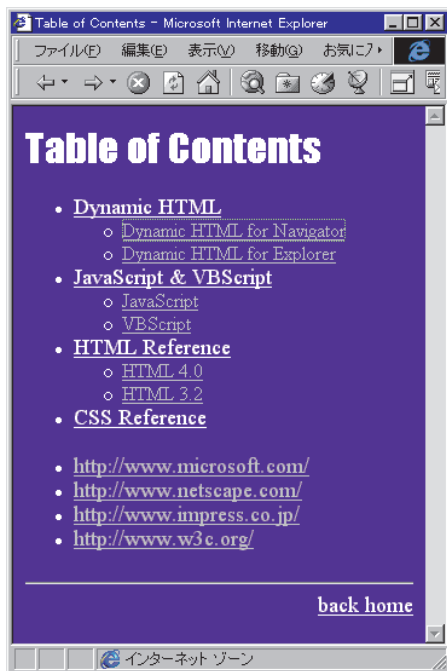 Table of Contents - Microsoft Internet Explorer
ファイル(F) 編集(E) 表示(V) 移動(G) お気に入
Table of Contents
Dynamic HTML
Dynamic HTML for Navigator
Dynamic HTML for Explorer
JavaScript & VBScript
JavaScript
VBScript
HTML Reference
HTML 4.0
HTML 3.2
CSS Reference
http://www.microsoft.com/
http://www.netscape.com/
http://www.impress.co.jp/
http://www.w3c.org/
back home
インターネット ゾーン